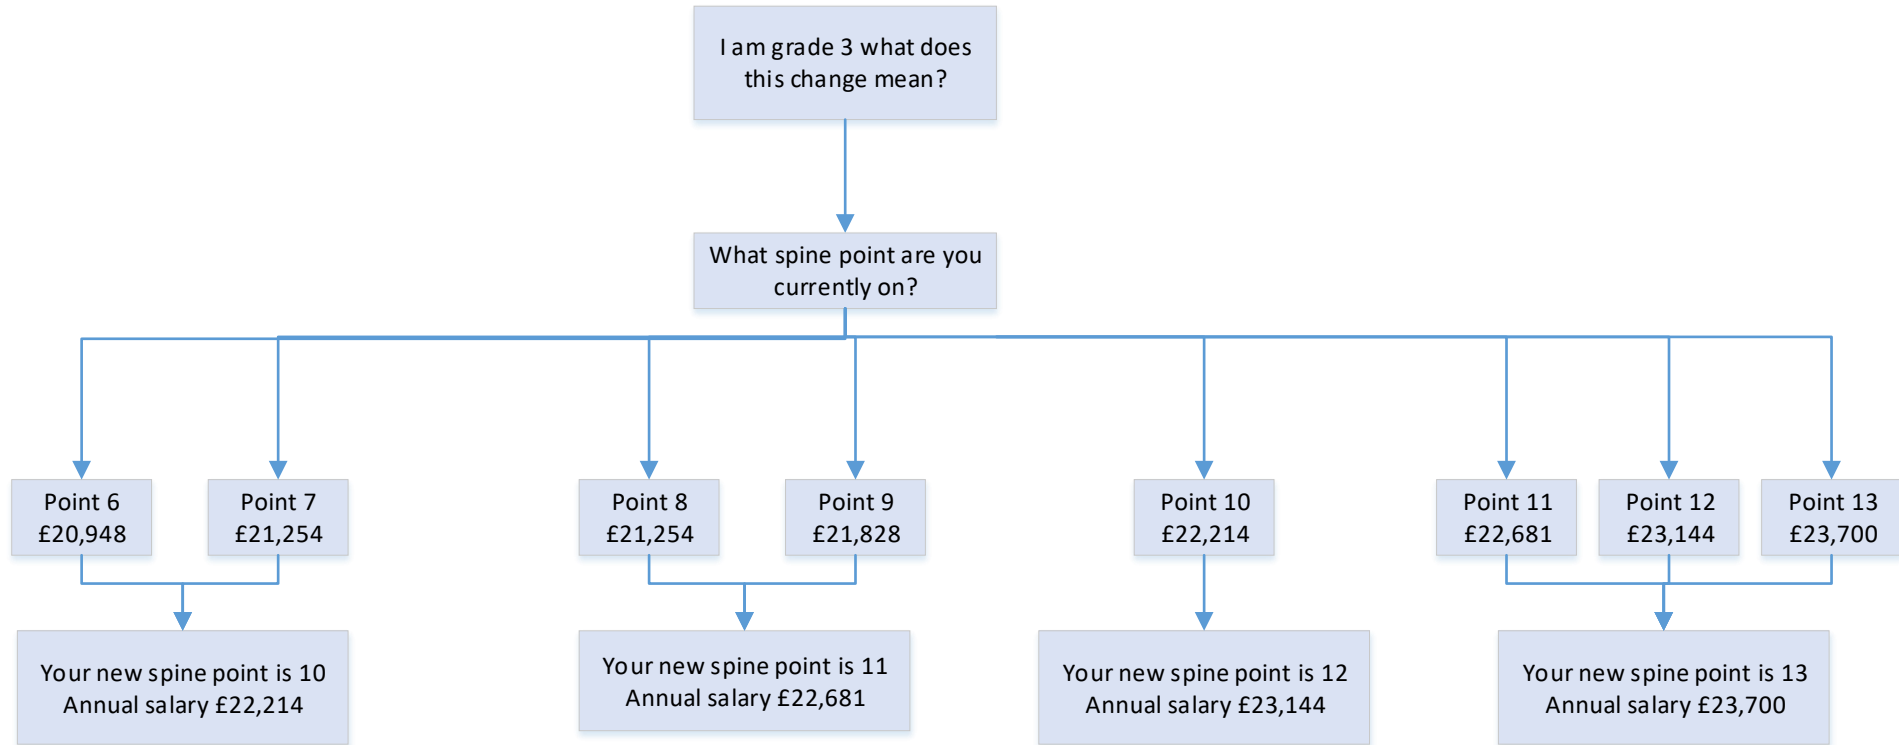 I am grade 3 what does
this change mean?
What spine point are you
currently on?
Point 6
£20,948
Point 7
£21,254
Point 8
£21,254
Point 9
£21,828
Point 10
£22,214
Point 11
£22,681
Point 12
£23,144
Point 13
£23,700
Your new spine point is 10
Annual salary £22,214
Your new spine point is 11
Annual salary £22,681
Your new spine point is 12
Annual salary £23,144
Your new spine point is 13
Annual salary £23,700